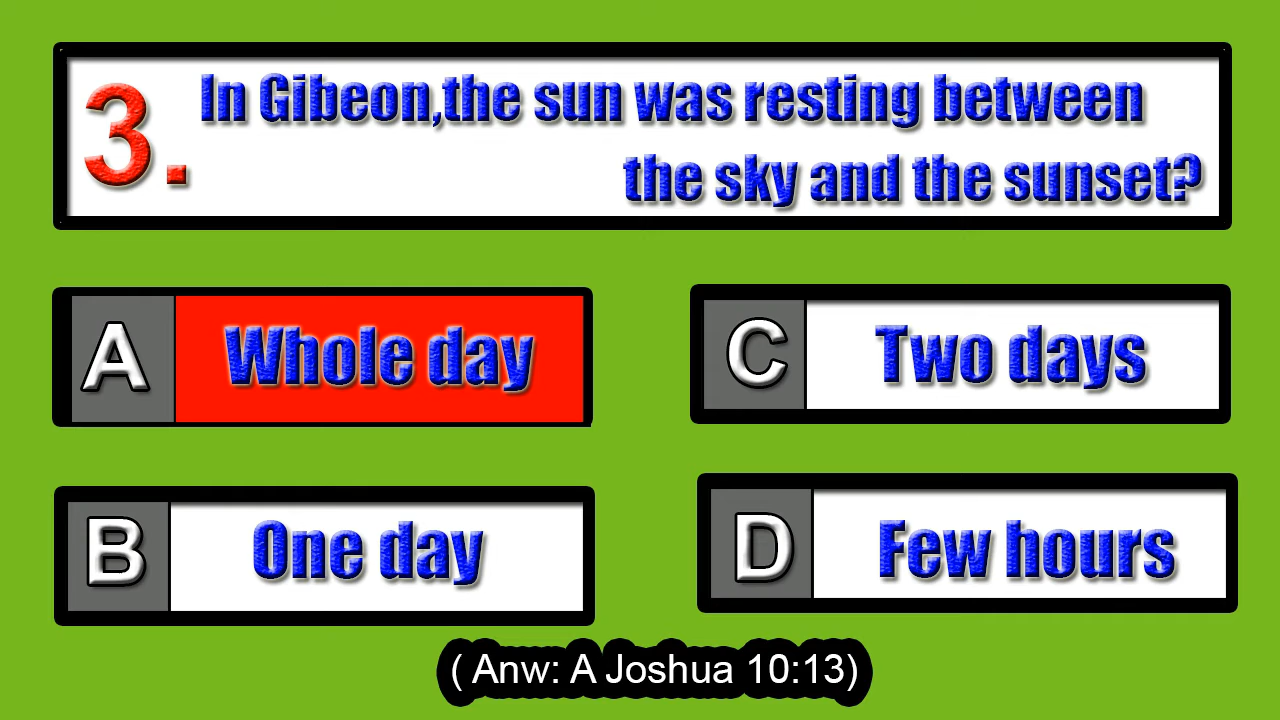 3. In Gibeon,the sun was resting between
the sky and the sunset?
A Whole day
C Two days
B One day
D Few hours
( Anw: A Joshua 10:13)